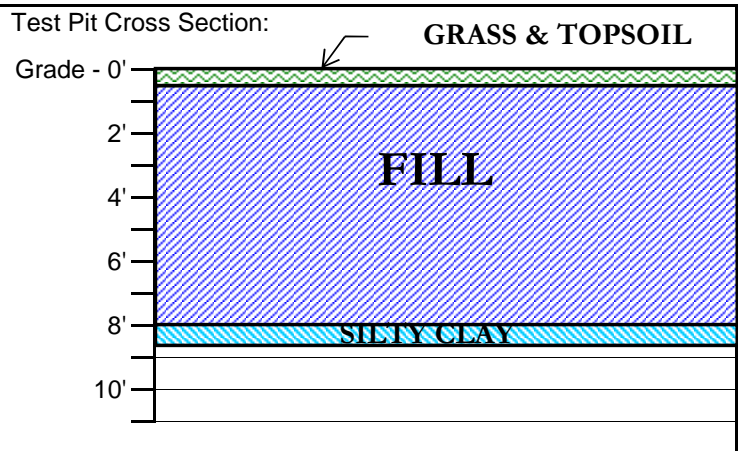 Test Pit Cross Section:
GRASS & TOPSOIL
Grade - 0'
2'
FILL
4'
6'
8'
SILTY CLAY
10'